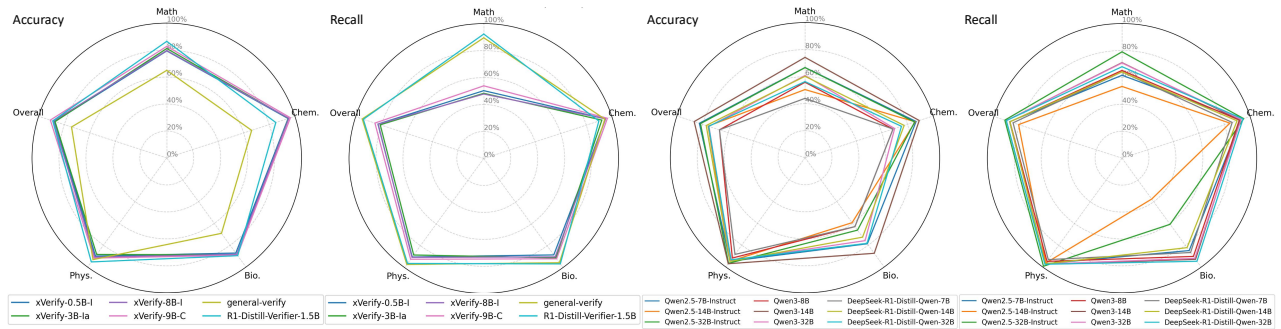 Accuracy
Math
100%
80%
60%
40%
20%
0%
Overall
Chem.
Phys.
Bio.
xVerify-0.5B-I
xVerify-8B-I
general-verify
xVerify-3B-Ia
xVerify-9B-C
R1-Distill-Verifier-1.5B
Recall
Math
100%
80%
60%
40%
20%
0%
Overall
Chem.
Phys.
Bio.
xVerify-0.5B-I
xVerify-8B-I
general-verify
xVerify-3B-Ia
xVerify-9B-C
R1-Distill-Verifier-1.5B
Accuracy
Math
100%
80%
60%
40%
20%
0%
Overall
Chem.
Phys.
Bio.
Qwen2.5-7B-Instruct
Qwen3-8B
DeepSeek-R1-Distill-Qwen-7B
Qwen2.5-14B-Instruct
Qwen3-14B
DeepSeek-R1-Distill-Qwen-14B
Qwen2.5-32B-Instruct
Qwen3-32B
DeepSeek-R1-Distill-Qwen-32B
Recall
Math
100%
80%
60%
40%
20%
0%
Overall
Chem.
Phys.
Bio.
Qwen2.5-7B-Instruct
Qwen3-8B
DeepSeek-R1-Distill-Qwen-7B
Qwen2.5-14B-Instruct
Qwen3-14B
DeepSeek-R1-Distill-Qwen-14B
Qwen2.5-32B-Instruct
Qwen3-32B
DeepSeek-R1-Distill-Qwen-32B